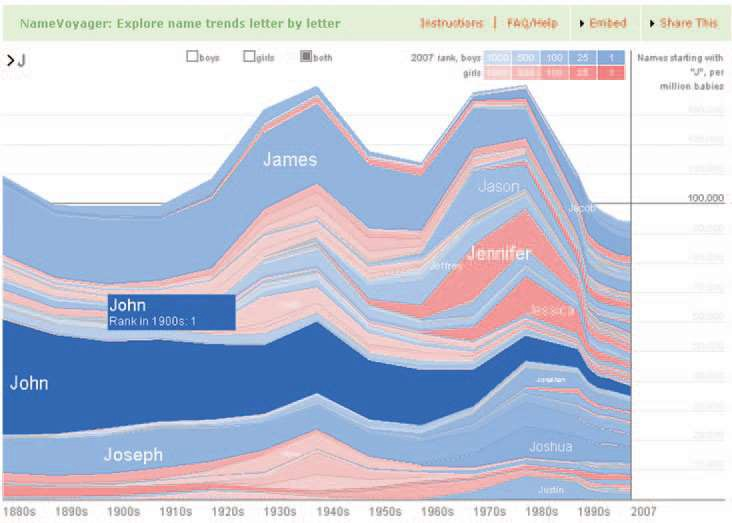 NameVoyager: Explore name trends letter by letter
Instructions | FAQ/Help Embed Share This
J
boys girls both
2007 rank, boys 1000 500 100 25 1
girls
Names starting with
"J", per
million babies
James
Jason
Jacob
100,000
Jeffrey
Jennifer
John
Rank in 1900s: 1
Jessica
John
Jonathan
Joseph
Joshua
Justin
1880s 1890s 1900s 1910s 1920s 1930s 1940s 1950s 1960s 1970s 1980s 1990s 2007